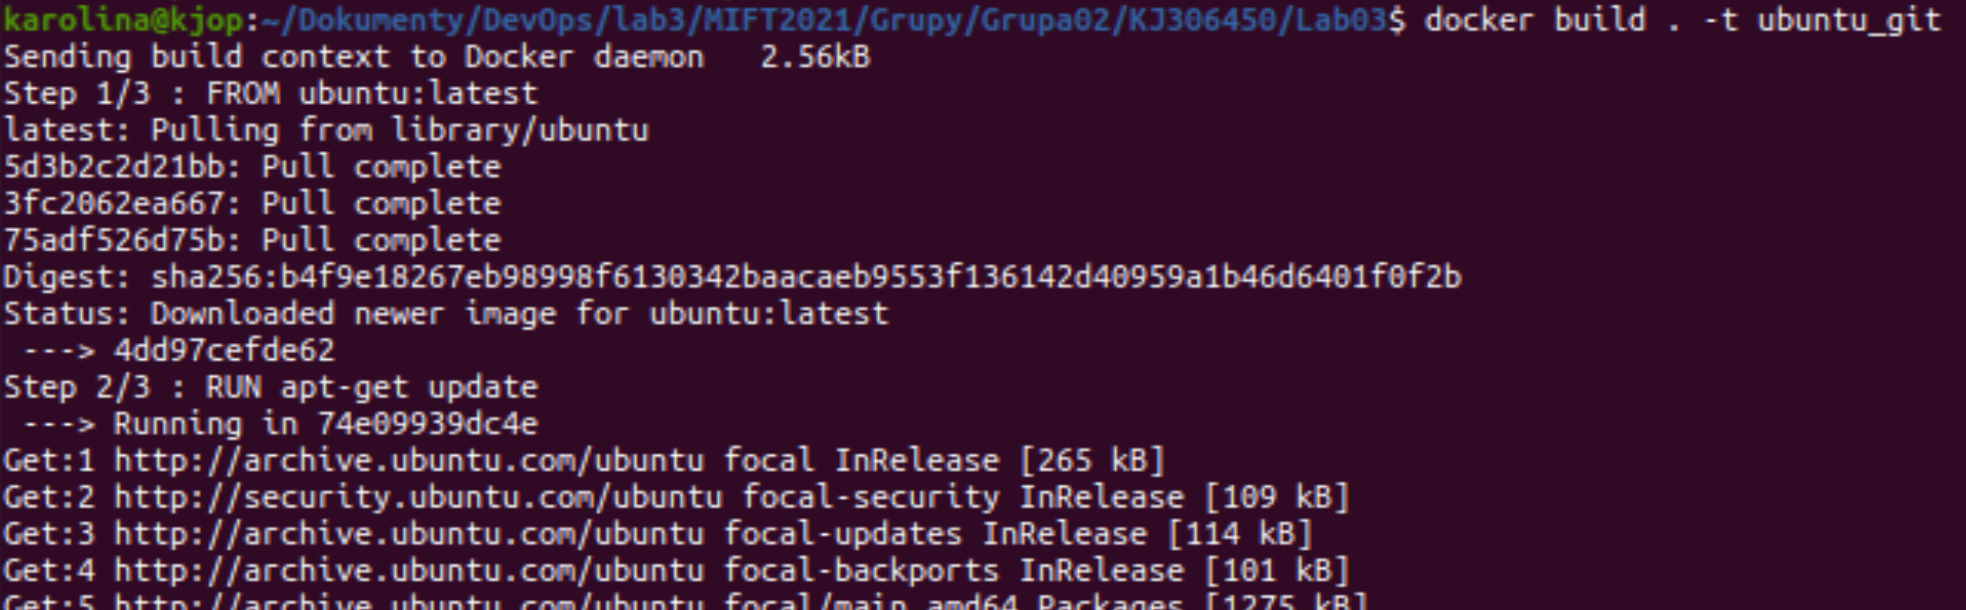 karolina@kjop:~/Dokumenty/DevOps/lab3/MIFT2021/Grupy/Grupa02/KJ306450/Lab03$ docker build . -t ubuntu_git
Sending build context to Docker daemon   2.56kB
Step 1/3 : FROM ubuntu:latest
latest: Pulling from library/ubuntu
5d3b2c2d21bb: Pull complete
3fc2062ea667: Pull complete
75adf526d75b: Pull complete
Digest: sha256:b4f9e18267eb98998f6130342baacaeb9553f136142d40959a1b46d6401f0f2b
Status: Downloaded newer image for ubuntu:latest
 ---> 4dd97cefde62
Step 2/3 : RUN apt-get update
 ---> Running in 74e09939dc4e
Get:1 http://archive.ubuntu.com/ubuntu focal InRelease [265 kB]
Get:2 http://security.ubuntu.com/ubuntu focal-security InRelease [109 kB]
Get:3 http://archive.ubuntu.com/ubuntu focal-updates InRelease [114 kB]
Get:4 http://archive.ubuntu.com/ubuntu focal-backports InRelease [101 kB]
Get:5 http://archive.ubuntu.com/ubuntu focal/main amd64 Packages [1275 kB]